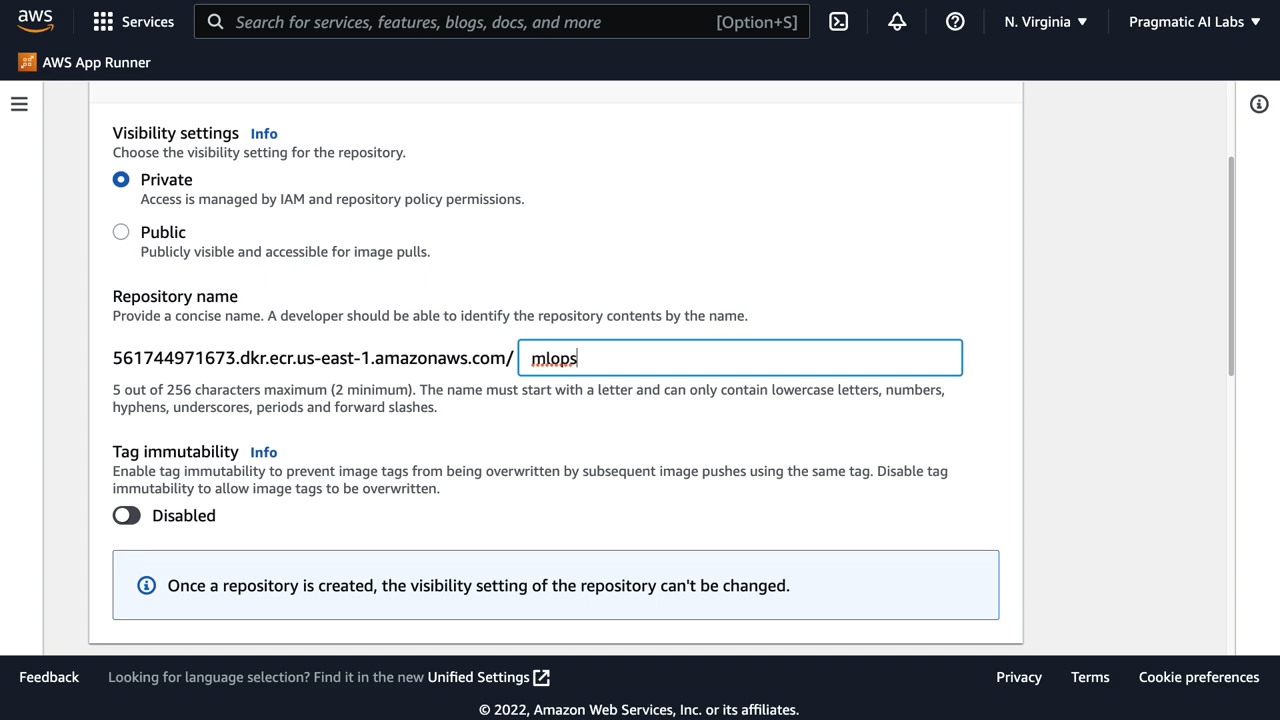 aws
Services
Search for services, features, blogs, docs, and more
[Option+S]
N. Virginia
Pragmatic AI Labs
AWS App Runner
Visibility settings Info
Choose the visibility setting for the repository.
Private
Access is managed by IAM and repository policy permissions.
Public
Publicly visible and accessible for image pulls.
Repository name
Provide a concise name. A developer should be able to identify the repository contents by the name.
561744971673.dkr.ecr.us-east-1.amazonaws.com/ mlops
5 out of 256 characters maximum (2 minimum). The name must start with a letter and can only contain lowercase letters, numbers,
hyphens, underscores, periods and forward slashes.
Tag immutability Info
Enable tag immutability to prevent image tags from being overwritten by subsequent image pushes using the same tag. Disable tag
immutability to allow image tags to be overwritten.
Disabled
Once a repository is created, the visibility setting of the repository can't be changed.
Feedback
Looking for language selection? Find it in the new Unified Settings
Privacy
Terms
Cookie preferences
© 2022, Amazon Web Services, Inc. or its affiliates.